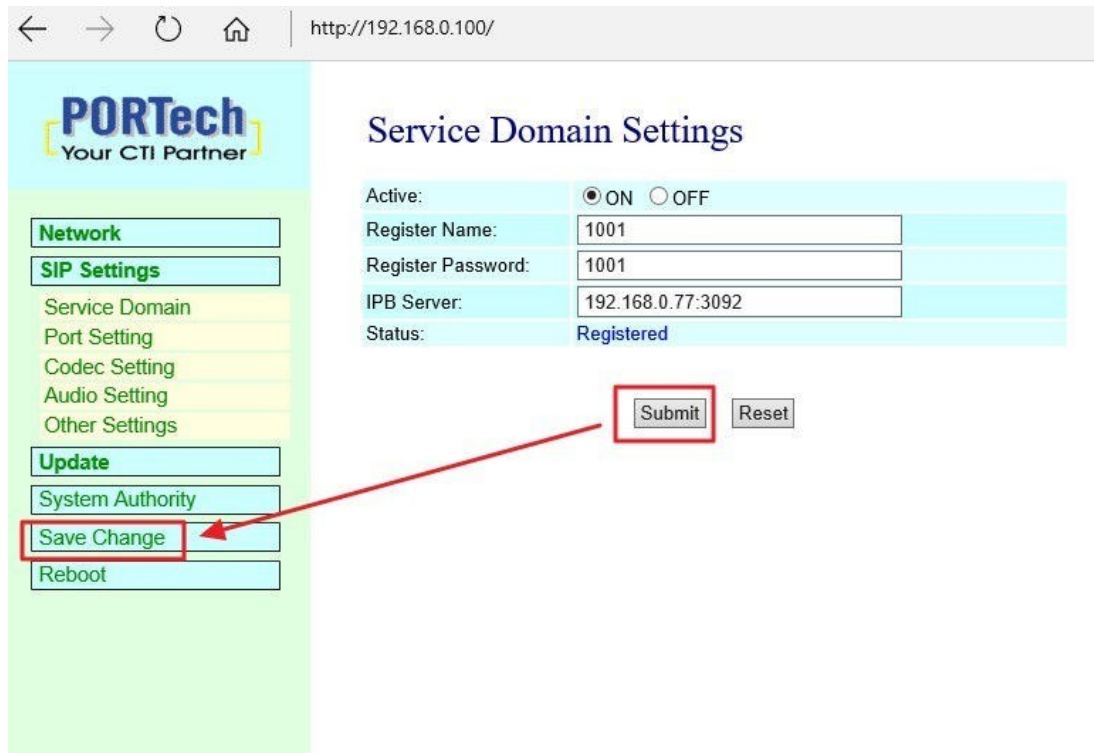 http://192.168.0.100/
PORTech
Your CTI Partner
Network
SIP Settings
Service Domain
Port Setting
Codec Setting
Audio Setting
Other Settings
Update
System Authority
Save Change
Reboot
Service Domain Settings
Active: ON OFF
Register Name: 1001
Register Password: 1001
IPB Server: 192.168.0.77:3092
Status: Registered
Submit Reset